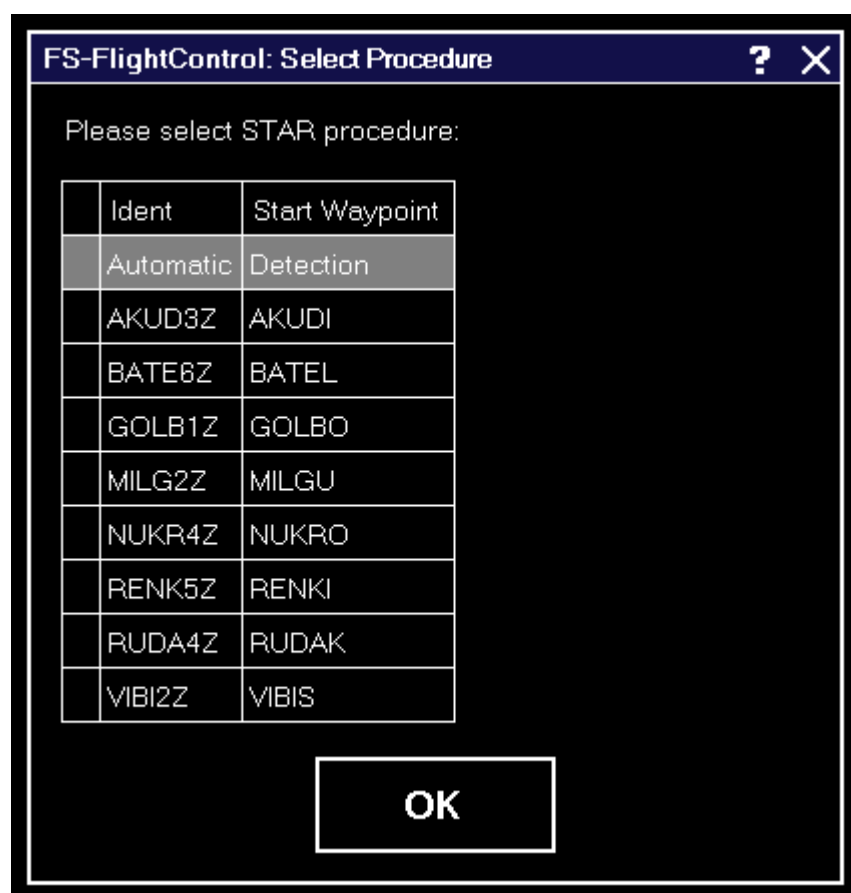 FS-FlightControl: Select Procedure ? X
Please select STAR procedure:
Ident Start Waypoint
Automatic Detection
AKUD3Z AKUDI
BATE6Z BATEL
GOLB1Z GOLBO
MILG2Z MILGU
NUKR4Z NUKRO
RENK5Z RENKI
RUDA4Z RUDAK
VIBI2Z VIBIS
OK